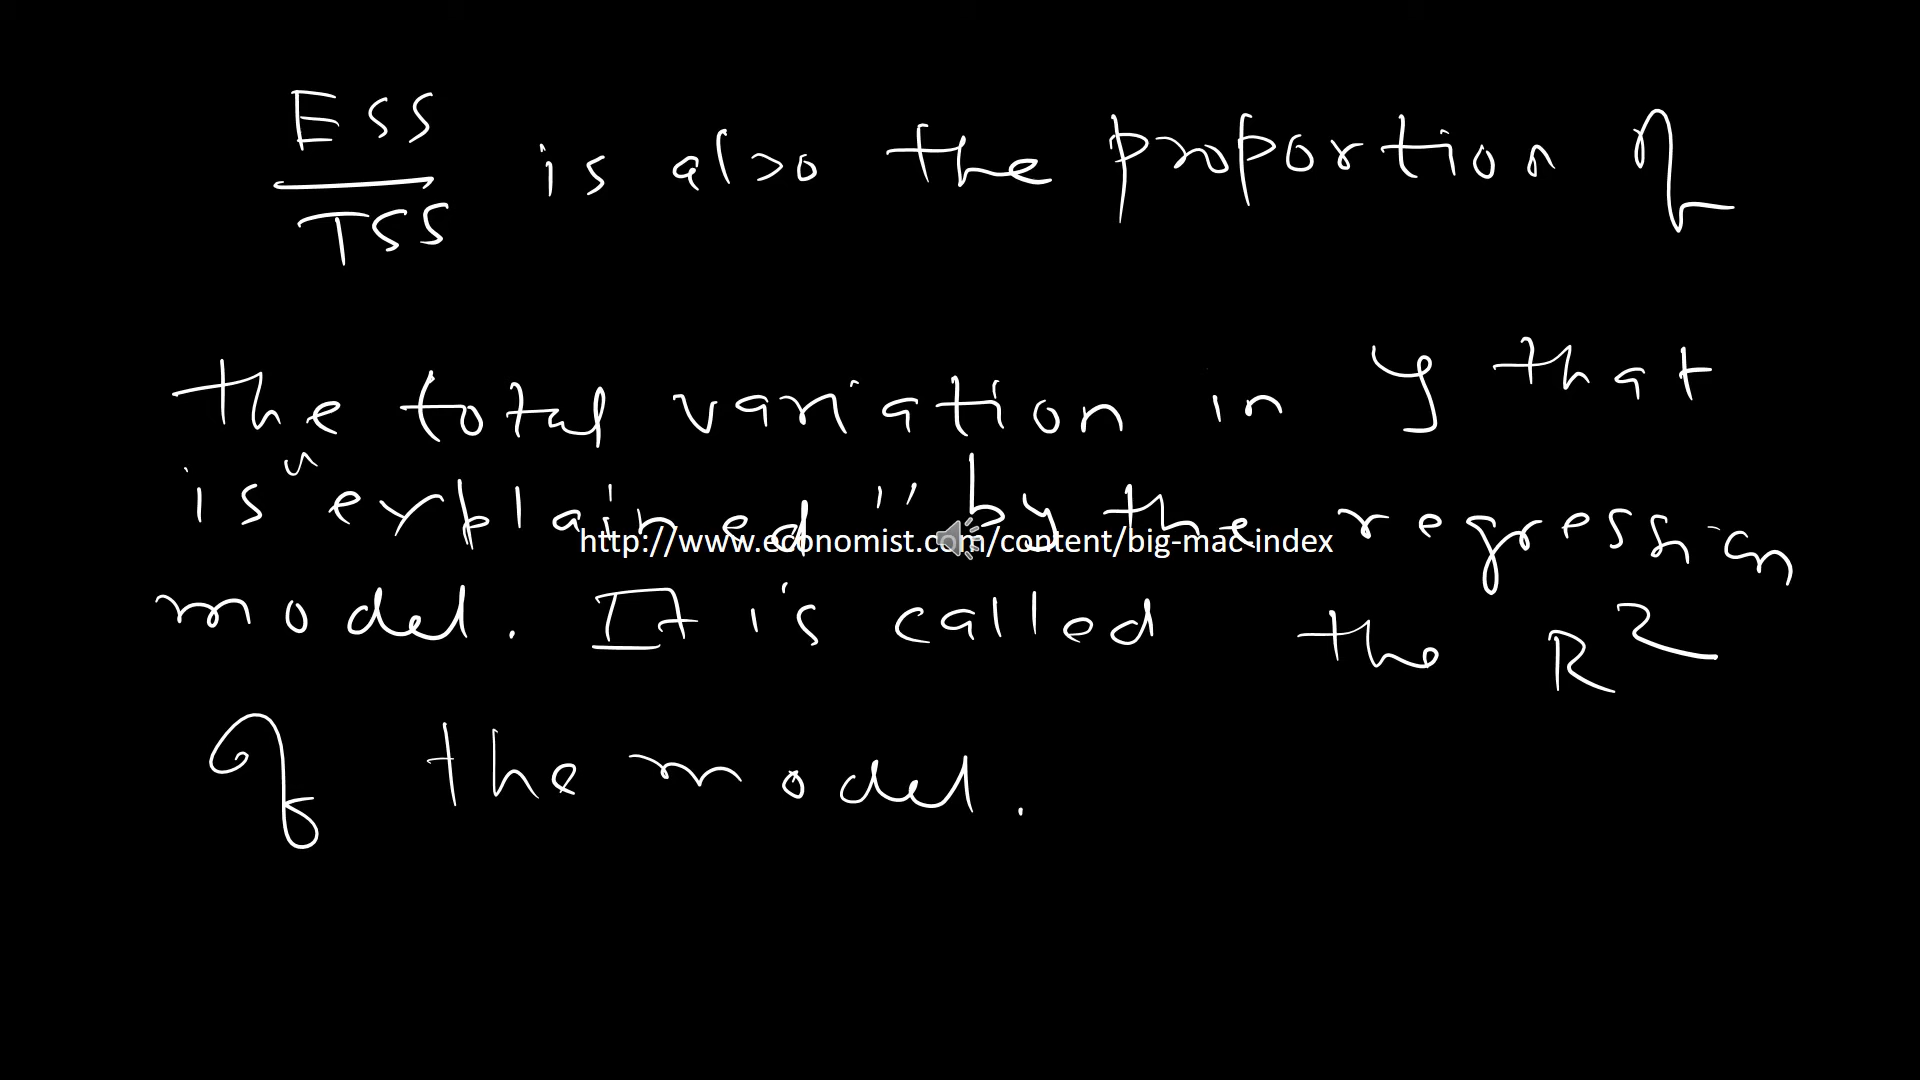 ESS
TSS
is also the proportion of
the total variation in y that
is "explained" by the regression
http://www.economist.com/content/big-mac-index
model. It is called the R²
of the model.